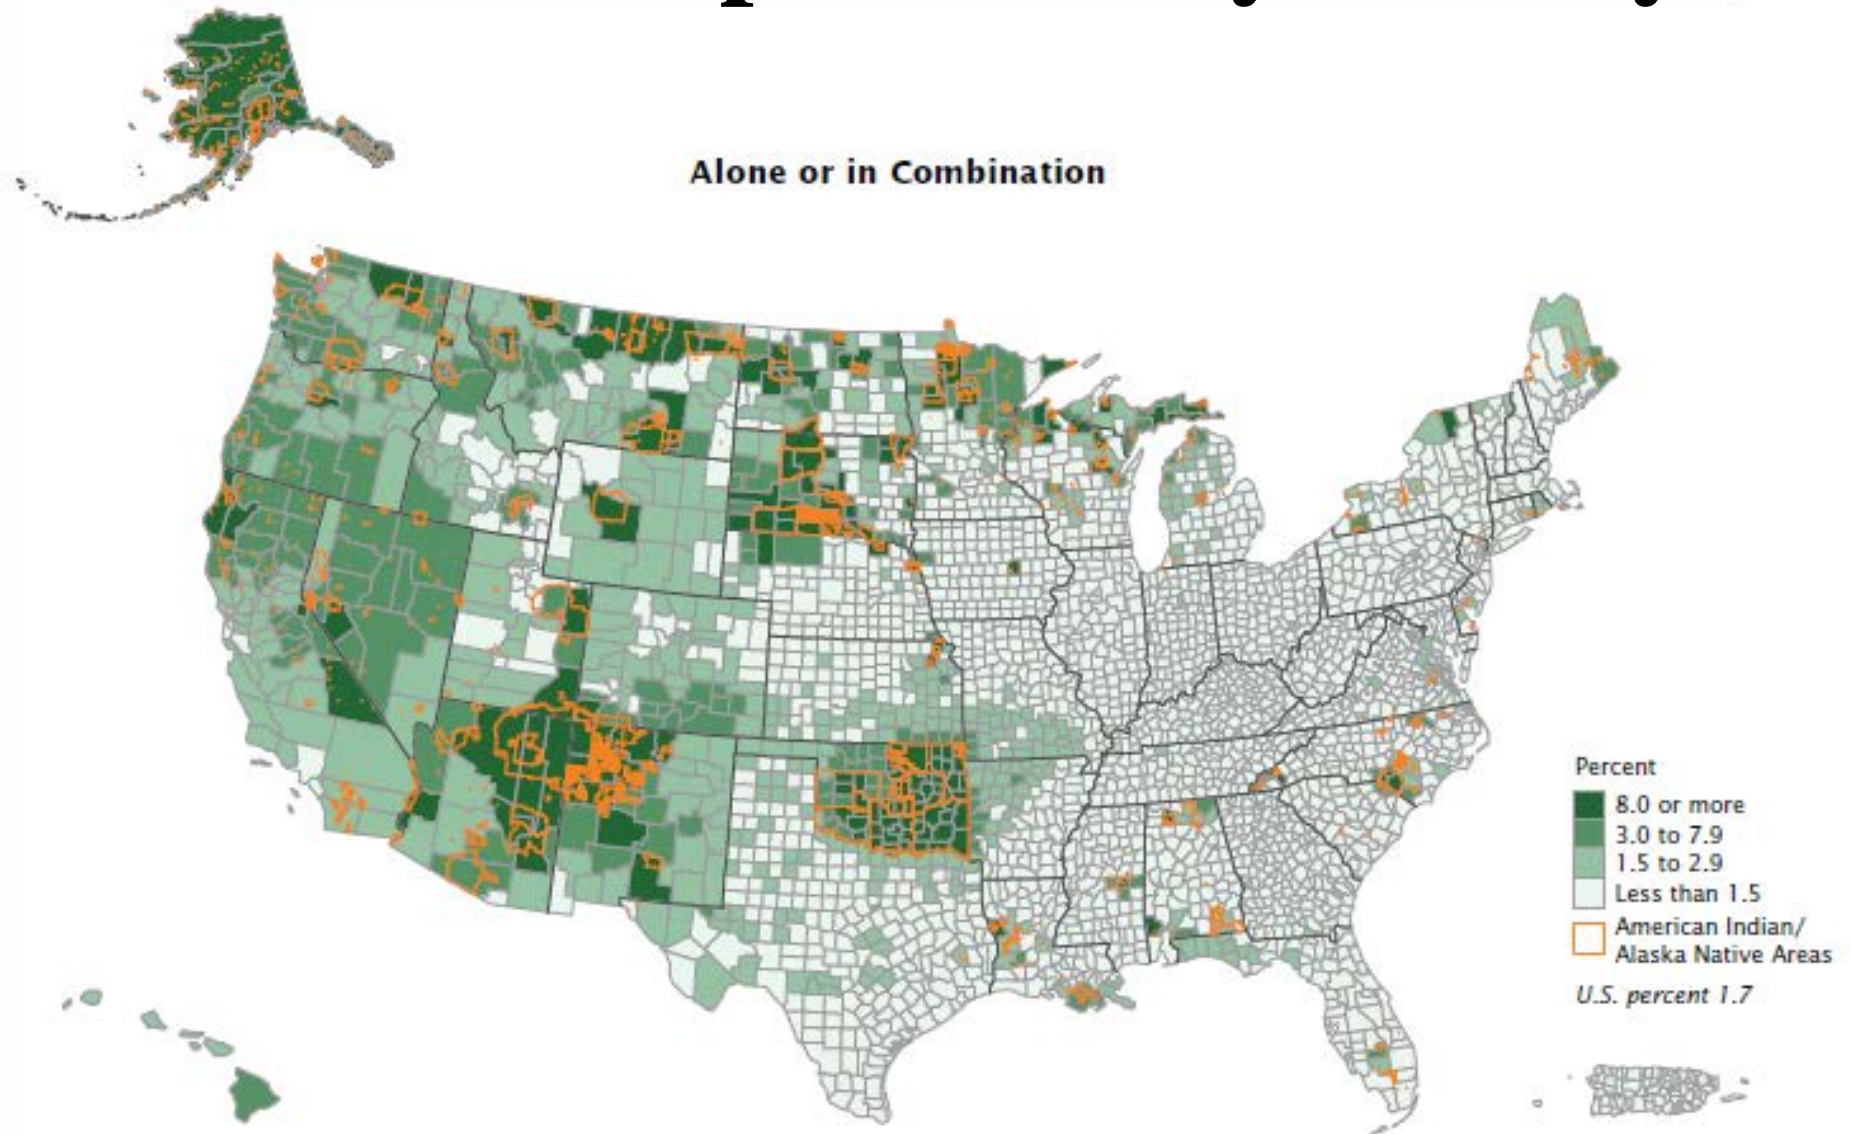 Alone or in Combination
Percent
8.0 or more
3.0 to 7.9
1.5 to 2.9
Less than 1.5
American Indian/
Alaska Native Areas
U.S. percent 1.7